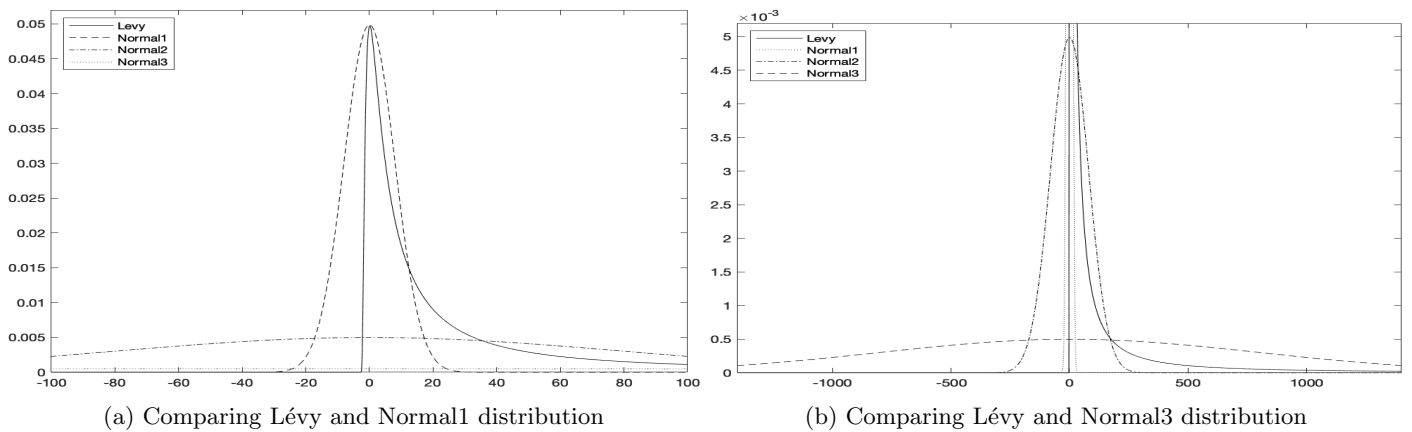 Levy
Normal1
Normal2
Normal3
0.05
0.045
0.04
0.035
0.03
0.025
0.02
0.015
0.01
0.005
0
-100 -80 -60 -40 -20 0 20 40 60 80 100
(a) Comparing Lévy and Normal1 distribution
×10-3
Levy
Normal1
Normal2
Normal3
5
4.5
4
3.5
3
2.5
2
1.5
1
0.5
0
-1000 -500 0 500 1000
(b) Comparing Lévy and Normal3 distribution